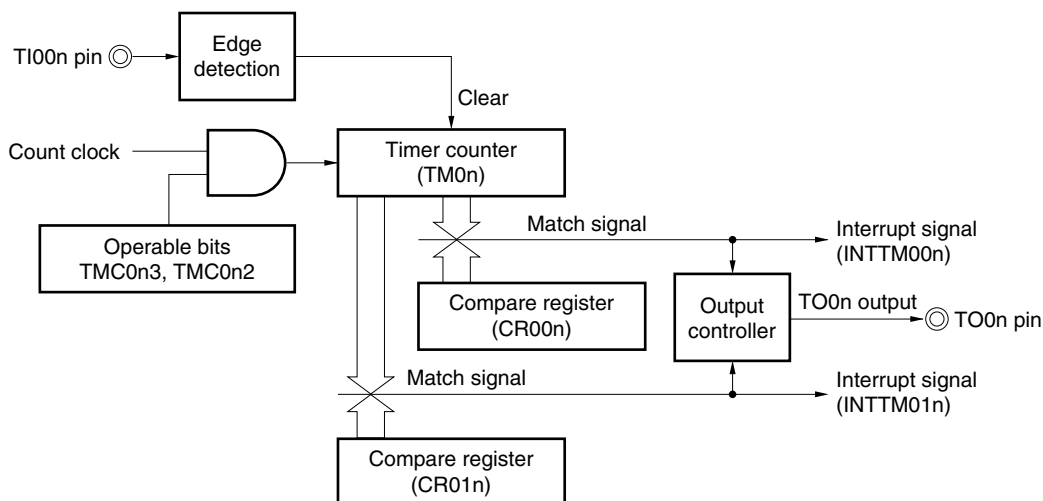 TI00n pin
Edge
detection
Clear
Count clock
Timer counter
(TM0n)
Operable bits
TMC0n3, TMC0n2
Match signal
Interrupt signal
(INTTM00n)
Compare register
(CR00n)
Output
controller
TO0n output
TO0n pin
Match signal
Interrupt signal
(INTTM01n)
Compare register
(CR01n)